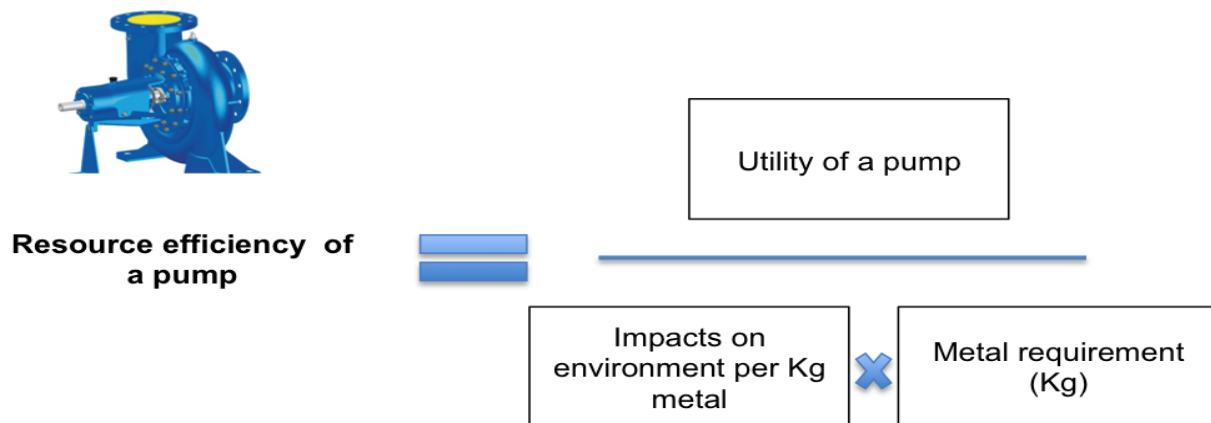 Utility of a pump
Resource efficiency of
a pump
Impacts on
environment per Kg
metal
Metal requirement
(Kg)